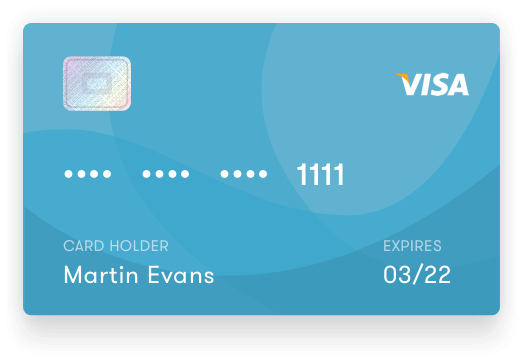 VISA
•••• •••• •••• 1111
CARD HOLDER EXPIRES
Martin Evans 03/22